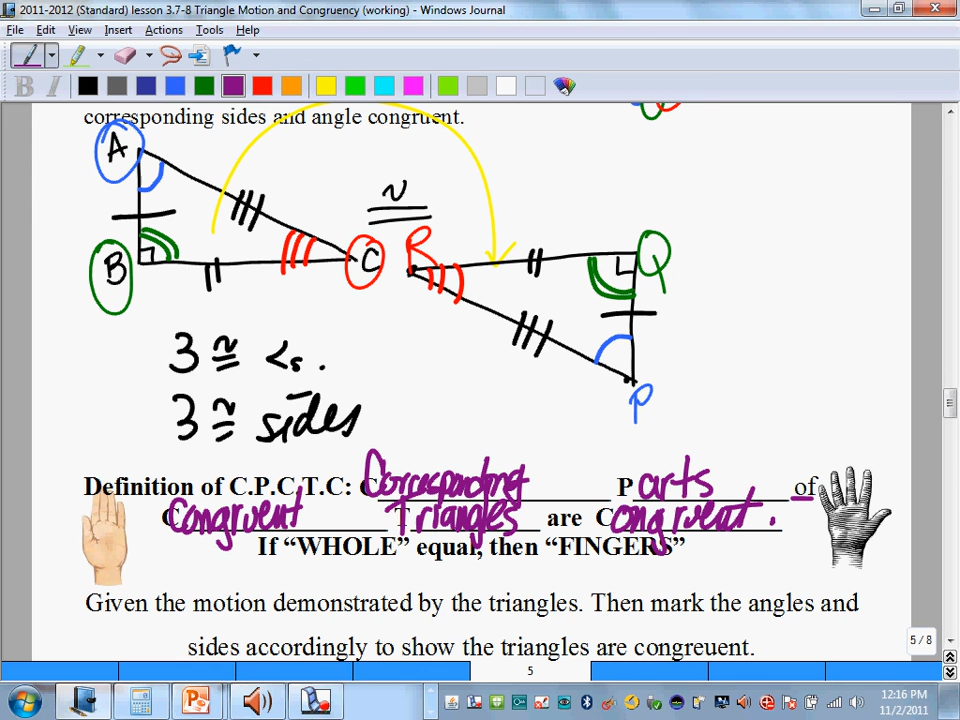 2011-2012 (Standard) lesson 3.7-8 Triangle Motion and Congruency (working) - Windows Journal
File Edit View Insert Actions Tools Help
B I
corresponding sides and angle congruent.
A
≅
B C R Q
3 ≅ ∠s.
3 ≅ sides
P
Definition of C.P.C.T.C: Corresponding Parts of
Congruent Triangles are Congruent.
If “WHOLE” equal, then “FINGERS”
Given the motion demonstrated by the triangles. Then mark the angles and
sides accordingly to show the triangles are congreuent.
5 / 8
5
12:16 PM
11/2/2011